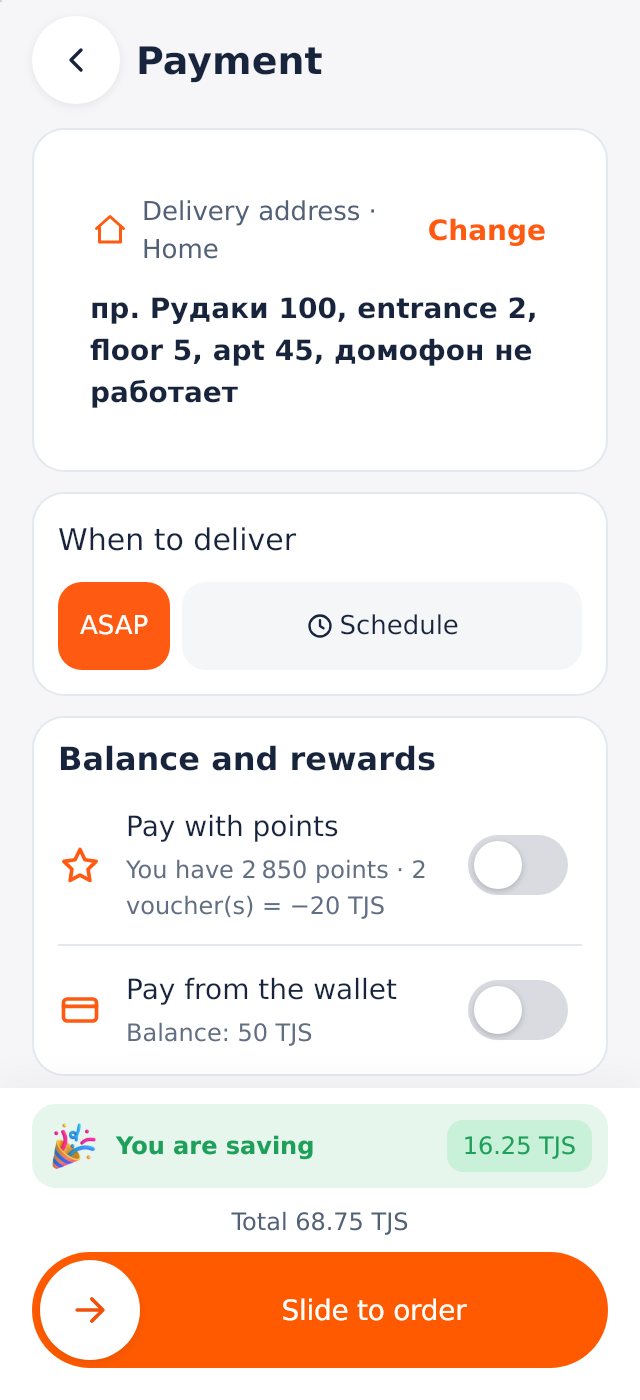 Payment
Delivery address ·
Home
Change
пр. Рудаки 100, entrance 2,
floor 5, apt 45, домофон не
работает
When to deliver
ASAP
Schedule
Balance and rewards
Pay with points
You have 2 850 points · 2
voucher(s) = −20 TJS
Pay from the wallet
Balance: 50 TJS
You are saving
16.25 TJS
Total 68.75 TJS
Slide to order